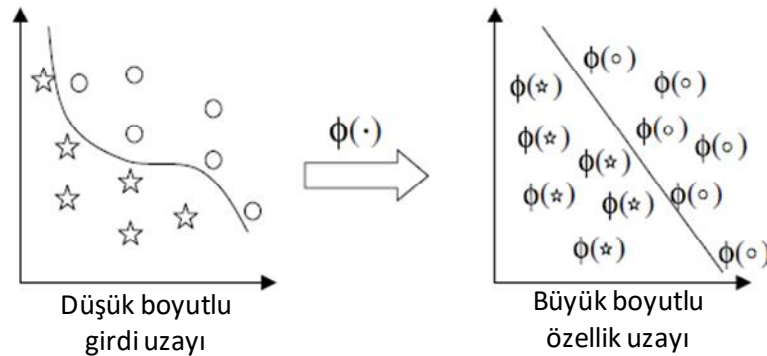 ϕ(·)
ϕ(○)
ϕ(☆)
ϕ(○)
ϕ(☆)
ϕ(○)
ϕ(○)
ϕ(☆)
ϕ(☆)
ϕ(☆)
ϕ(○)
ϕ(☆)
ϕ(○)
Düşük boyutlu
girdi uzayı
Büyük boyutlu
özellik uzayı